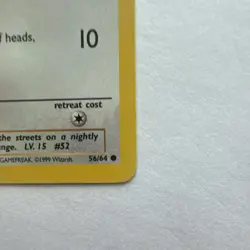 f heads,
10
retreat cost
the streets on a nightly
nge. LV. 15 #52
GAMEFREAK. ©1999 Wizards.
56/64